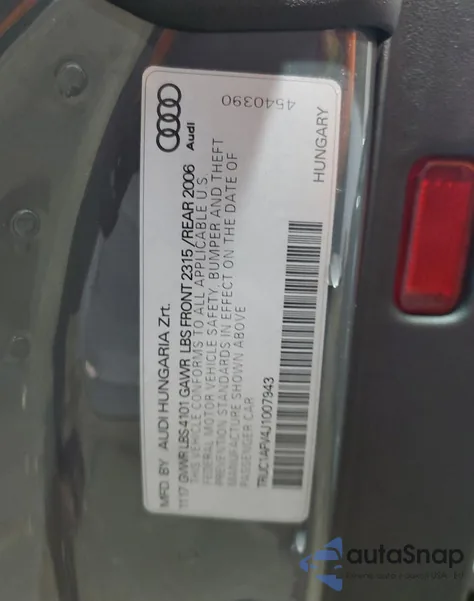 4540390
Audi
HUNGARY
MFD. BY AUDI HUNGARIA Zrt.
11.17 GVWR LBS 4101 GAWR LBS FRONT 2315 /REAR 2006
THIS VEHICLE CONFORMS TO ALL APPLICABLE U.S.
FEDERAL MOTOR VEHICLE SAFETY, BUMPER AND THEFT
PREVENTION STANDARDS IN EFFECT ON THE DATE OF
MANUFACTURE SHOWN ABOVE
PASSENGER CAR
TRUC1AFV4J1007943
autoSnap